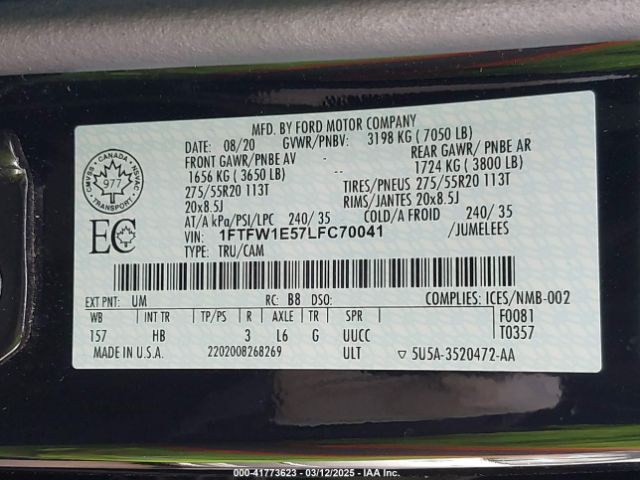 MFD. BY FORD MOTOR COMPANY
DATE: 08/20 GVWR/PNBV: 3198 KG ( 7050 LB)
FRONT GAWR/PNBE AV -- REAR GAWR/ PNBE AR
1656 KG ( 3650 LB) 1724 KG ( 3800 LB)
275/55R20 113T TIRES/PNEUS 275/55R20 113T
20x8.5J RIMS/JANTES 20x8.5J
AT/A kPa/PSI/LPC 240/ 35 COLD/A FROID 240/ 35
VIN: 1FTFW1E57LFC70041 /JUMELEES
TYPE: TRU/CAM
CANADA
977
SVMASC NSVAC
EC
EXT PNT: UM RC: B8 DSO: COMPLIES: ICES/NMB-002
WB INT TR TP/PS R AXLE TR SPR F0081
157 HB 3 L6 G UUCC T0357
MADE IN U.S.A. 2202008268269 ULT 5U5A-3520472-AA
000-41773623 - 03/12/2025 - IAA Inc.